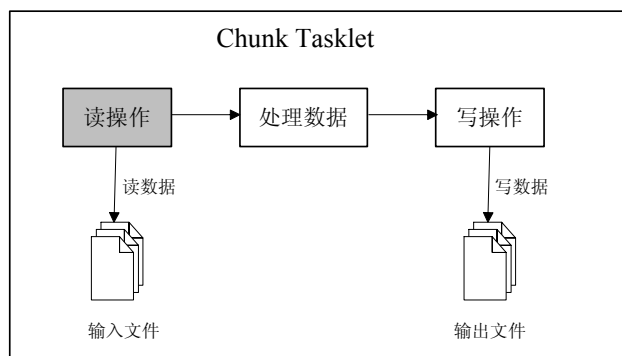 Chunk Tasklet
读操作
处理数据
写操作
读数据
写数据
输入文件
输出文件